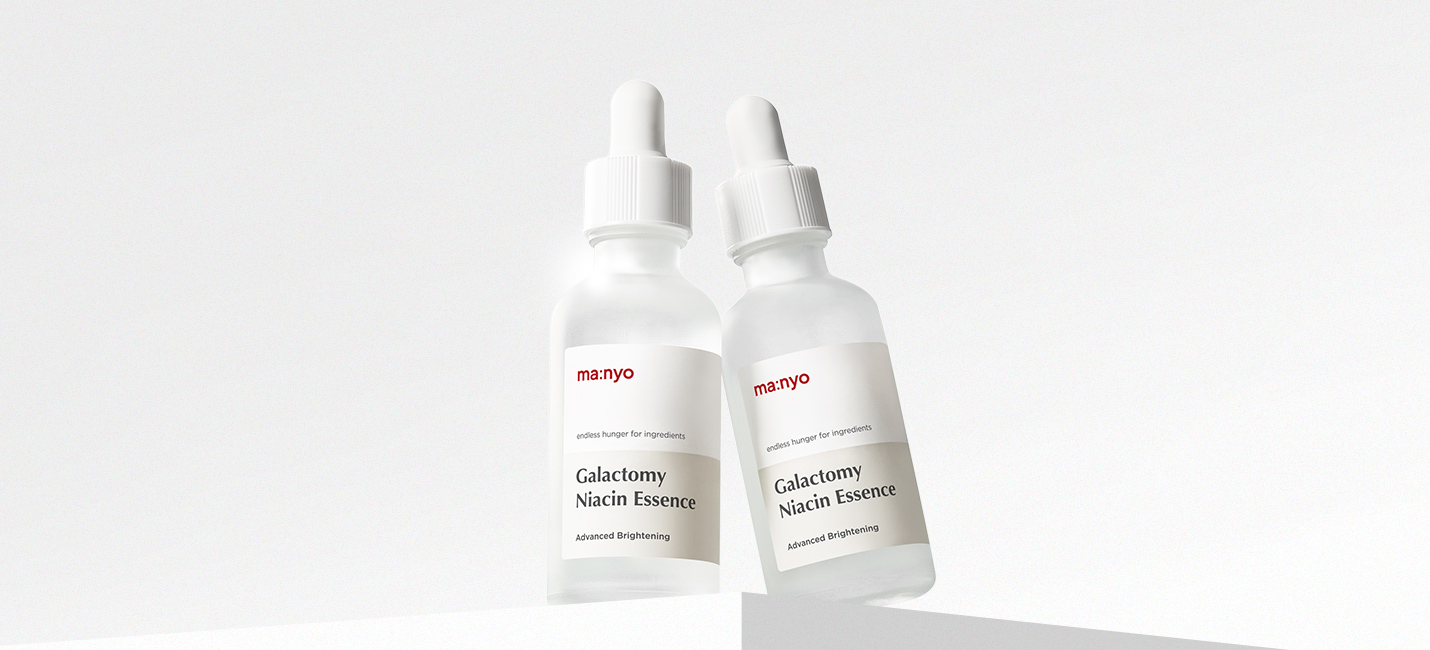 ma:nyo
endless hunger for ingredients
Galactomy
Niacin Essence
Advanced Brightening
ma:nyo
endless hunger for ingredients
Galactomy
Niacin Essence
Advanced Brightening